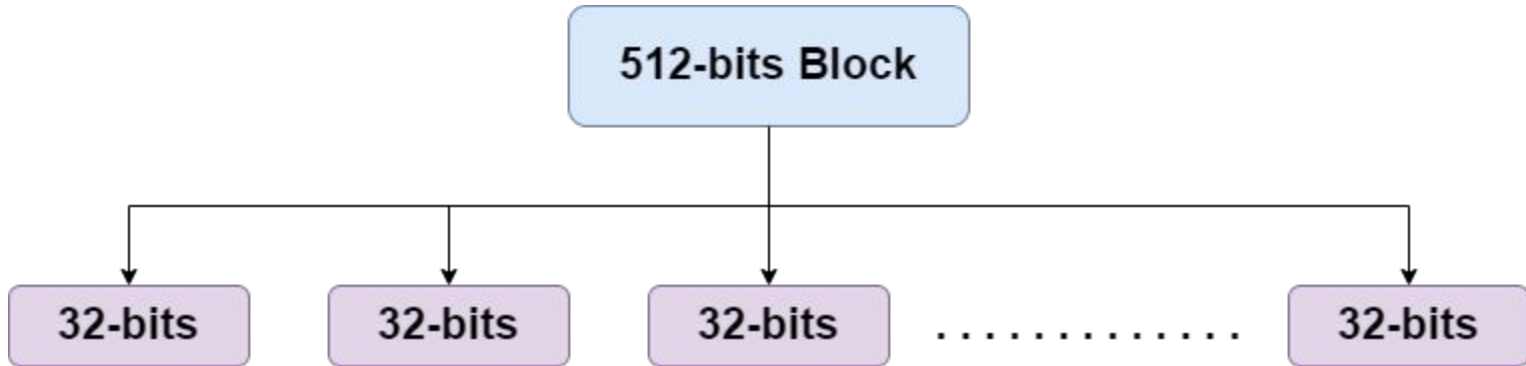 512-bits Block
32-bits 32-bits 32-bits . . . . . . . . . . . . . 32-bits